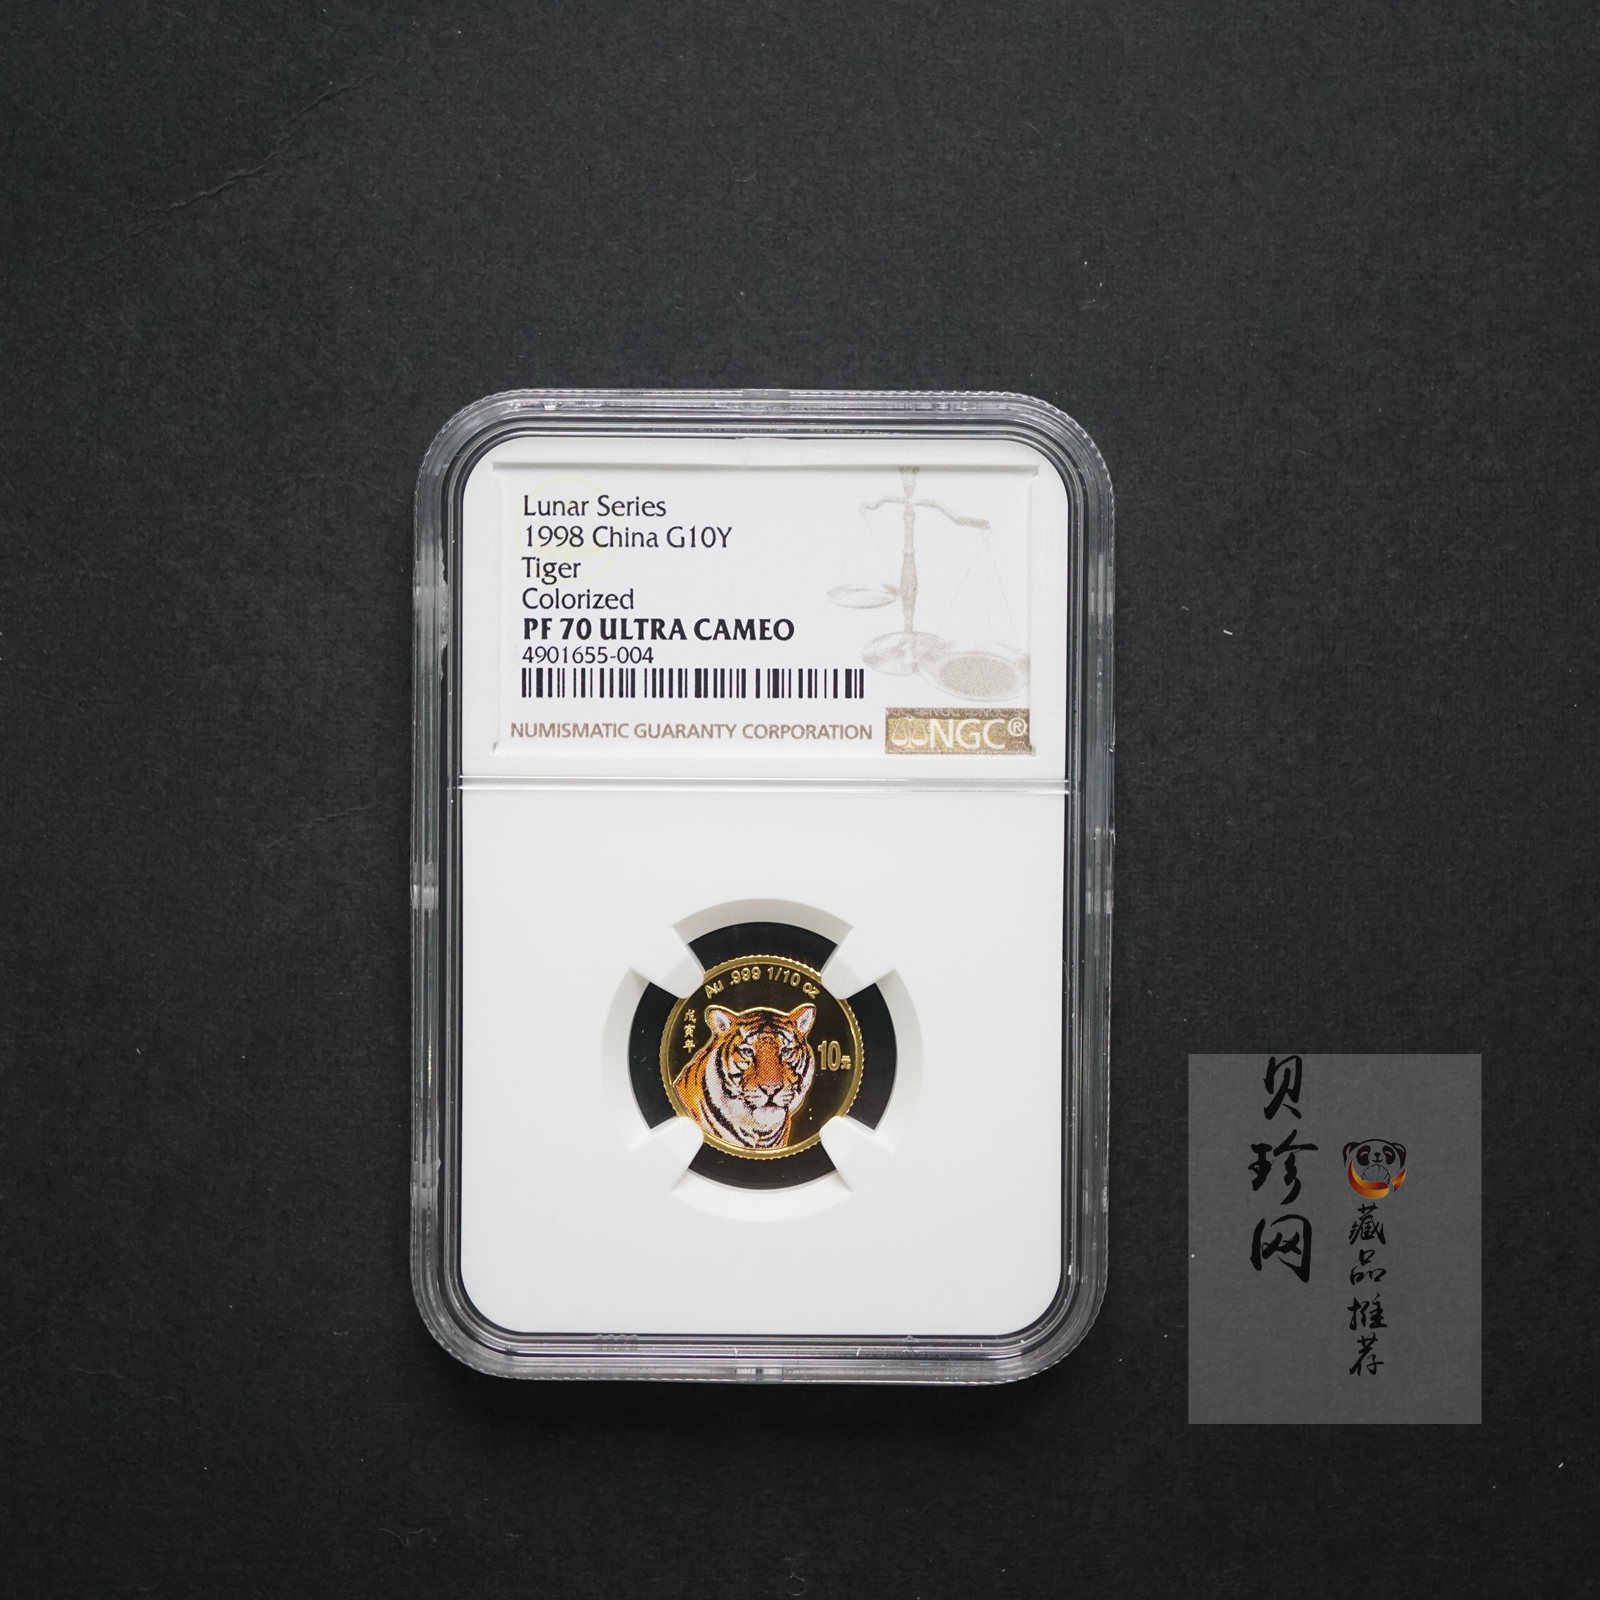 Lunar Series
1998 China G10Y
Tiger
Colorized
PF 70 ULTRA CAMEO
4901655-004
NUMISMATIC GUARANTY CORPORATION
NGC®
Au .999 1/10 oz
戊寅年
10元
贝珍网
藏品推荐